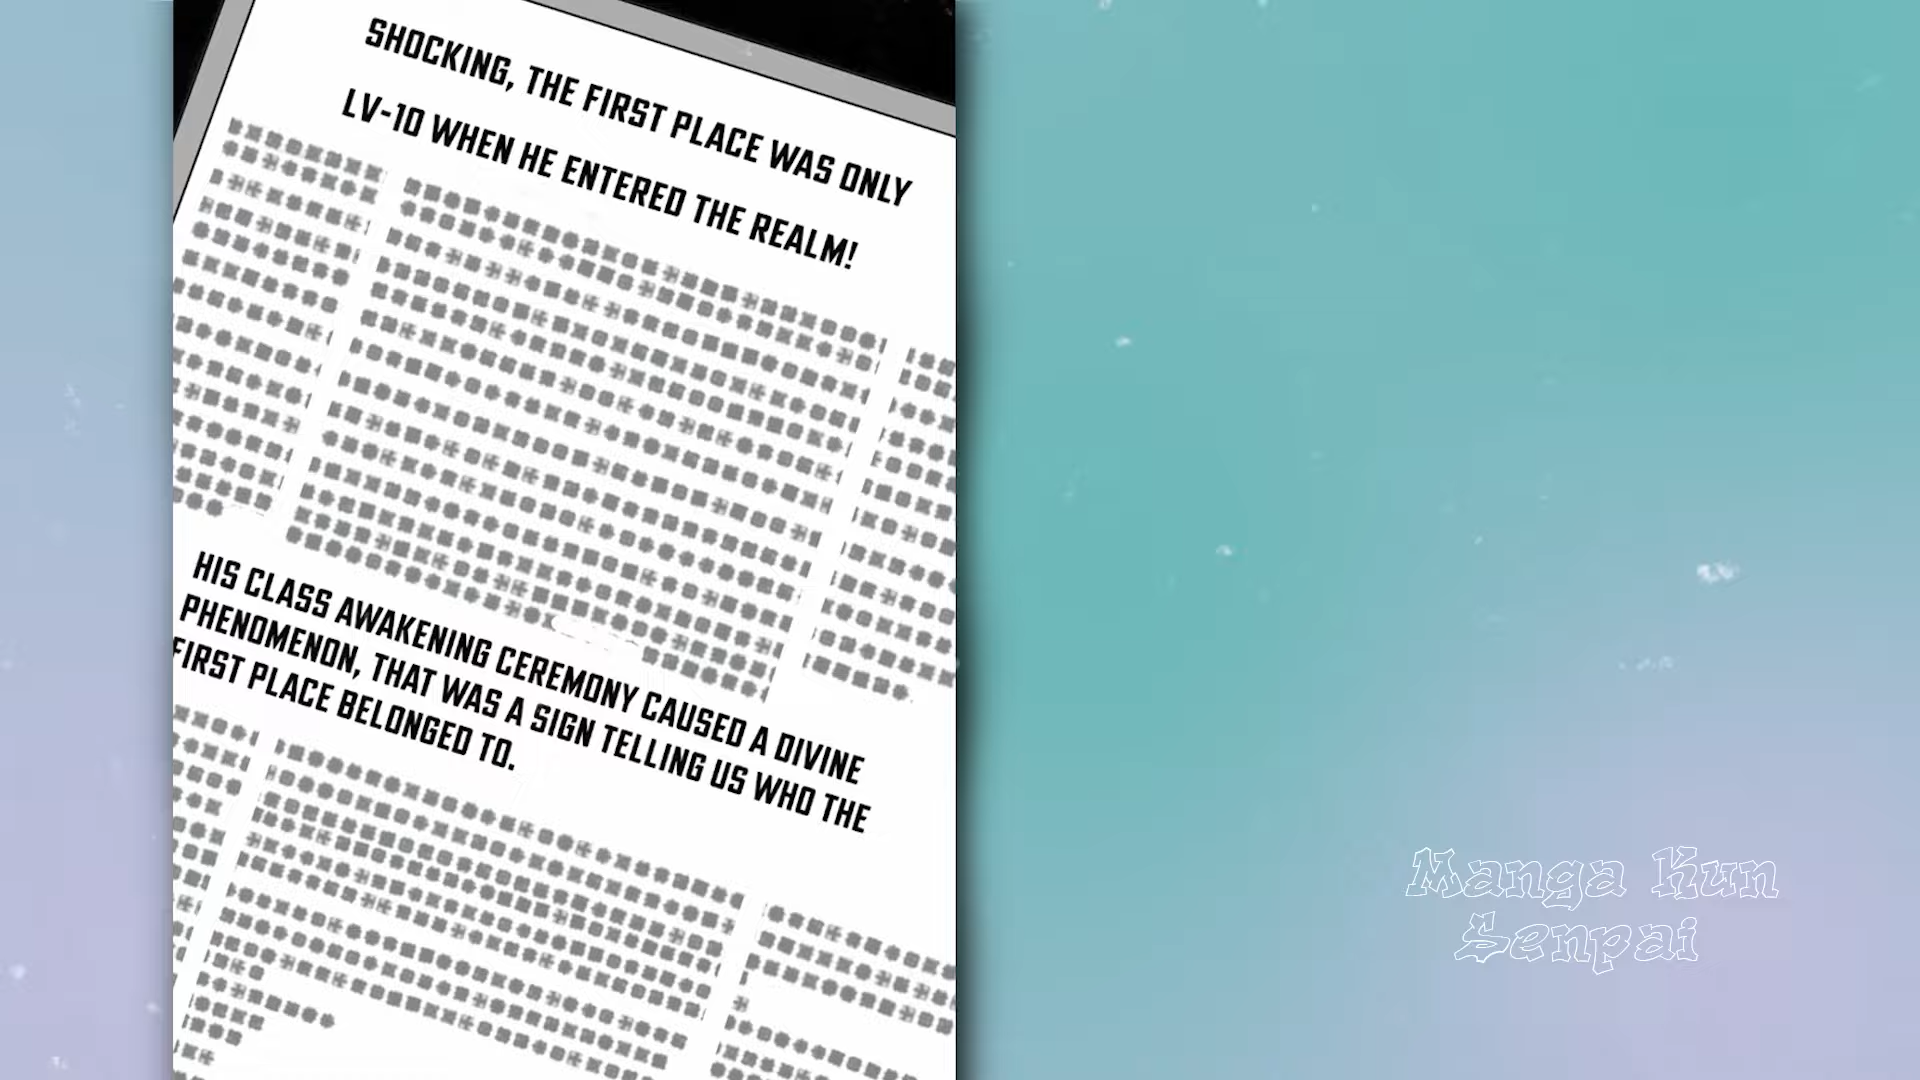 SHOCKING, THE FIRST PLACE WAS ONLY
LV-10 WHEN HE ENTERED THE REALM!
HIS CLASS AWAKENING CEREMONY CAUSED A DIVINE
PHENOMENON, THAT WAS A SIGN TELLING US WHO THE
FIRST PLACE BELONGED TO.
Manga Kun
Senpai